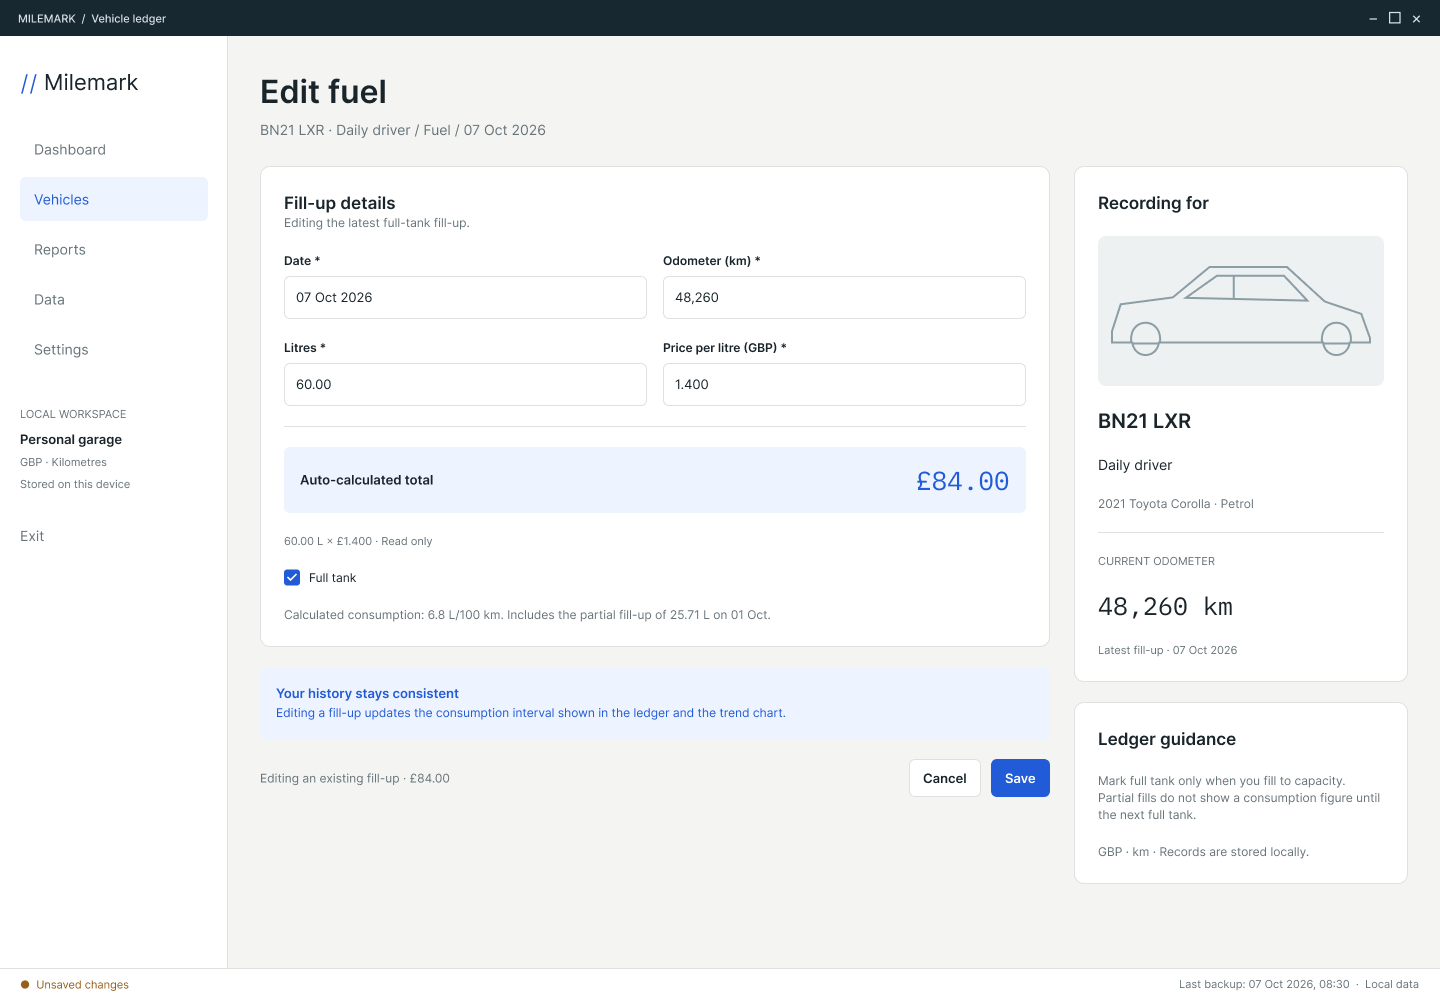 MILEMARK / Vehicle ledger
// Milemark
Dashboard
Vehicles
Reports
Data
Settings
LOCAL WORKSPACE
Personal garage
GBP · Kilometres
Stored on this device
Exit
Edit fuel
BN21 LXR · Daily driver / Fuel / 07 Oct 2026
Fill-up details
Editing the latest full-tank fill-up.
Date *
Odometer (km) *
07 Oct 2026
48,260
Litres *
Price per litre (GBP) *
60.00
1.400
Auto-calculated total
£84.00
60.00 L × £1.400 · Read only
Full tank
Calculated consumption: 6.8 L/100 km. Includes the partial fill-up of 25.71 L on 01 Oct.
Your history stays consistent
Editing a fill-up updates the consumption interval shown in the ledger and the trend chart.
Editing an existing fill-up · £84.00
Cancel
Save
Recording for
BN21 LXR
Daily driver
2021 Toyota Corolla · Petrol
CURRENT ODOMETER
48,260 km
Latest fill-up · 07 Oct 2026
Ledger guidance
Mark full tank only when you fill to capacity.
Partial fills do not show a consumption figure until
the next full tank.
GBP · km · Records are stored locally.
Unsaved changes
Last backup: 07 Oct 2026, 08:30 · Local data